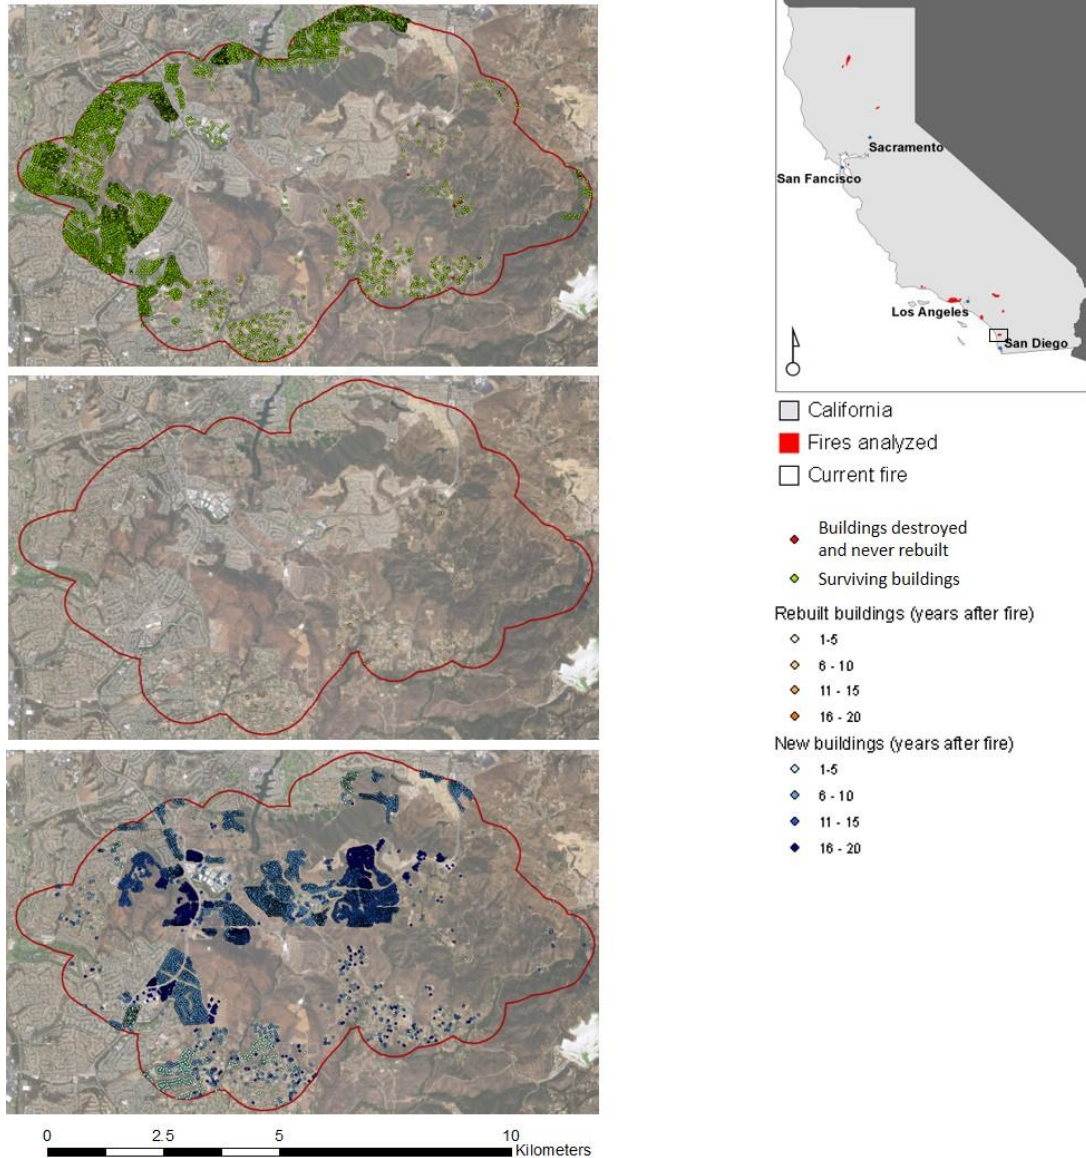 Sacramento
San Fancisco
Los Angeles
San Diego
California
Fires analyzed
Current fire
Buildings destroyed
and never rebuilt
Surviving buildings
Rebuilt buildings (years after fire)
1-5
6 - 10
11 - 15
16 - 20
New buildings (years after fire)
1-5
6 - 10
11 - 15
16 - 20
0 2.5 5 10
Kilometers